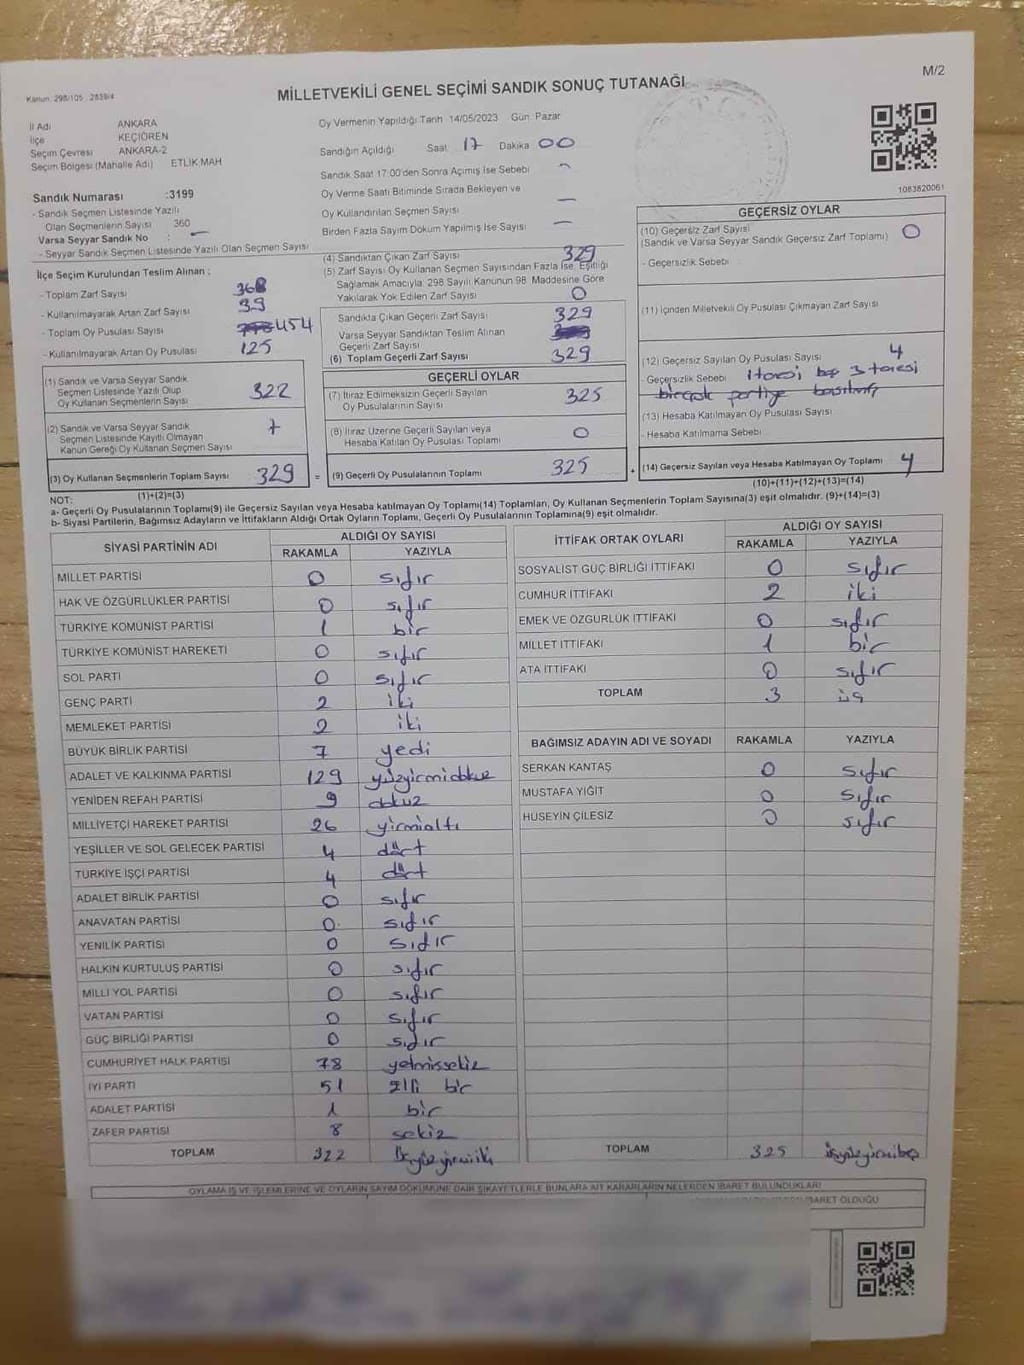 M/2
Kanun: 298/105 2839/4
MİLLETVEKİLİ GENEL SEÇİMİ SANDIK SONUÇ TUTANAĞI
İl Adı ANKARA
İlçe KEÇİÖREN
Seçim Çevresi ANKARA-2
Seçim Bölgesi (Mahalle Adı) ETLİK MAH
Sandık Numarası :3199
- Sandık Seçmen Listesinde Yazılı
Olan Seçmenlerin Sayısı 360
Varsa Seyyar Sandık No : -
- Seyyar Sandık Seçmen Listesinde Yazılı Olan Seçmen Sayısı
İlçe Seçim Kurulundan Teslim Alınan ;
- Toplam Zarf Sayısı 368
- Kullanılmayarak Artan Zarf Sayısı 39
- Toplam Oy Pusulası Sayısı 454
- Kullanılmayarak Artan Oy Pusulası 125
(1) Sandık ve Varsa Seyyar Sandık
Seçmen Listesinde Yazılı Olup
Oy Kullanan Seçmenlerin Sayısı 322
(2) Sandık ve Varsa Seyyar Sandık
Seçmen Listesinde Kayıtlı Olmayan
Kanun Gereği Oy Kullanan Seçmen Sayısı 7
(3) Oy Kullanan Seçmenlerin Toplam Sayısı 329 =
(1)+(2)=(3)
Oy Vermenin Yapıldığı Tarih 14/05/2023 Gün: Pazar
Sandığın Açıldığı Saat 17 Dakika 00
Sandık Saat 17:00'den Sonra Açımış İse Sebebi -
Oy Verme Saati Bitiminde Sırada Bekleyen ve
Oy Kullandırılan Seçmen Sayısı -
Birden Fazla Sayım Döküm Yapılmış İse Sayısı -
(4) Sandıktan Çıkan Zarf Sayısı 329
(5) Zarf Sayısı Oy Kullanan Seçmen Sayısından Fazla İse, Eşitliği
Sağlamak Amacıyla 298 Sayılı Kanunun 98. Maddesine Göre
Yakılarak Yok Edilen Zarf Sayısı 0
Sandıkta Çıkan Geçerli Zarf Sayısı 329
Varsa Seyyar Sandıktan Teslim Alınan
Geçerli Zarf Sayısı
(6) Toplam Geçerli Zarf Sayısı 329
GEÇERLİ OYLAR
(7) İtiraz Edilmeksizin Geçerli Sayılan
Oy Pusulalarının Sayısı 325
(8) İtiraz Üzerine Geçerli Sayılan veya
Hesaba Katılan Oy Pusulası Toplamı 0
(9) Geçerli Oy Pusulalarının Toplamı 325 +
1083820061
GEÇERSİZ OYLAR
(10) Geçersiz Zarf Sayısı
(Sandık ve Varsa Seyyar Sandık Geçersiz Zarf Toplamı) 0
- Geçersizlik Sebebi
(11) İçinden Milletvekili Oy Pusulası Çıkmayan Zarf Sayısı
(12) Geçersiz Sayılan Oy Pusulası Sayısı 4
- Geçersizlik Sebebi 1 tanesi boş 3 tanesi
birçok partiye basılmış
(13) Hesaba Katılmayan Oy Pusulası Sayısı
- Hesaba Katılmama Sebebi
(14) Geçersiz Sayılan veya Hesaba Katılmayan Oy Toplamı 4
(10)+(11)+(12)+(13)=(14)
NOT:
a- Geçerli Oy Pusulalarının Toplamı(9) ile Geçersiz Sayılan veya Hesaba katılmayan Oy Toplamı(14) Toplamları, Oy Kullanan Seçmenlerin Toplam Sayısına(3) eşit olmalıdır. (9)+(14)=(3)
b- Siyasi Partilerin, Bağımsız Adayların ve İttifakların Aldığı Ortak Oyların Toplamı, Geçerli Oy Pusulalarının Toplamına(9) eşit olmalıdır.
SİYASİ PARTİNİN ADI ALDIĞI OY SAYISI
RAKAMLA YAZIYLA
MİLLET PARTİSİ 0 sıfır
HAK VE ÖZGÜRLÜKLER PARTİSİ 0 sıfır
TÜRKİYE KOMÜNİST PARTİSİ 1 bir
TÜRKİYE KOMÜNİST HAREKETİ 0 sıfır
SOL PARTİ 0 sıfır
GENÇ PARTİ 2 iki
MEMLEKET PARTİSİ 2 iki
BÜYÜK BİRLİK PARTİSİ 7 yedi
ADALET VE KALKINMA PARTİSİ 129 yüzyirmidokuz
YENİDEN REFAH PARTİSİ 9 dokuz
MİLLİYETÇİ HAREKET PARTİSİ 26 yirmialtı
YEŞİLLER VE SOL GELECEK PARTİSİ 4 dört
TÜRKİYE İŞÇİ PARTİSİ 4 dört
ADALET BİRLİK PARTİSİ 0 sıfır
ANAVATAN PARTİSİ 0 sıfır
YENİLİK PARTİSİ 0 sıfır
HALKIN KURTULUŞ PARTİSİ 0 sıfır
MİLLİ YOL PARTİSİ 0 sıfır
VATAN PARTİSİ 0 sıfır
GÜÇ BİRLİĞİ PARTİSİ 0 sıfır
CUMHURİYET HALK PARTİSİ 78 yetmissekiz
İYİ PARTİ 51 elli bir
ADALET PARTİSİ 1 bir
ZAFER PARTİSİ 8 sekiz
TOPLAM 322 üçyüzyirmiiki
İTTİFAK ORTAK OYLARI ALDIĞI OY SAYISI
RAKAMLA YAZIYLA
SOSYALİST GÜÇ BİRLİĞİ İTTİFAKI 0 sıfır
CUMHUR İTTİFAKI 2 iki
EMEK VE ÖZGÜRLÜK İTTİFAKI 0 sıfır
MİLLET İTTİFAKI 1 bir
ATA İTTİFAKI 0 sıfır
TOPLAM 3 üç
BAĞIMSIZ ADAYIN ADI VE SOYADI RAKAMLA YAZIYLA
SERKAN KANTAŞ 0 sıfır
MUSTAFA YİĞİT 0 sıfır
HÜSEYİN ÇİLESİZ 0 sıfır
TOPLAM 325 üçyüzyirmibeş
OYLAMA İŞ VE İŞLEMLERİNE VE OYLARIN SAYIM DÖKÜMÜNE DAİR ŞİKAYETLERLE BUNLARA AİT KARARLARIN NELERDEN İBARET BULUNDUKLARI
İBARET OLDUĞU